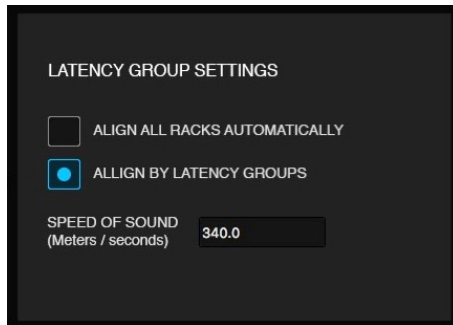 LATENCY GROUP SETTINGS
ALIGN ALL RACKS AUTOMATICALLY
ALLIGN BY LATENCY GROUPS
SPEED OF SOUND
(Meters / seconds)
340.0